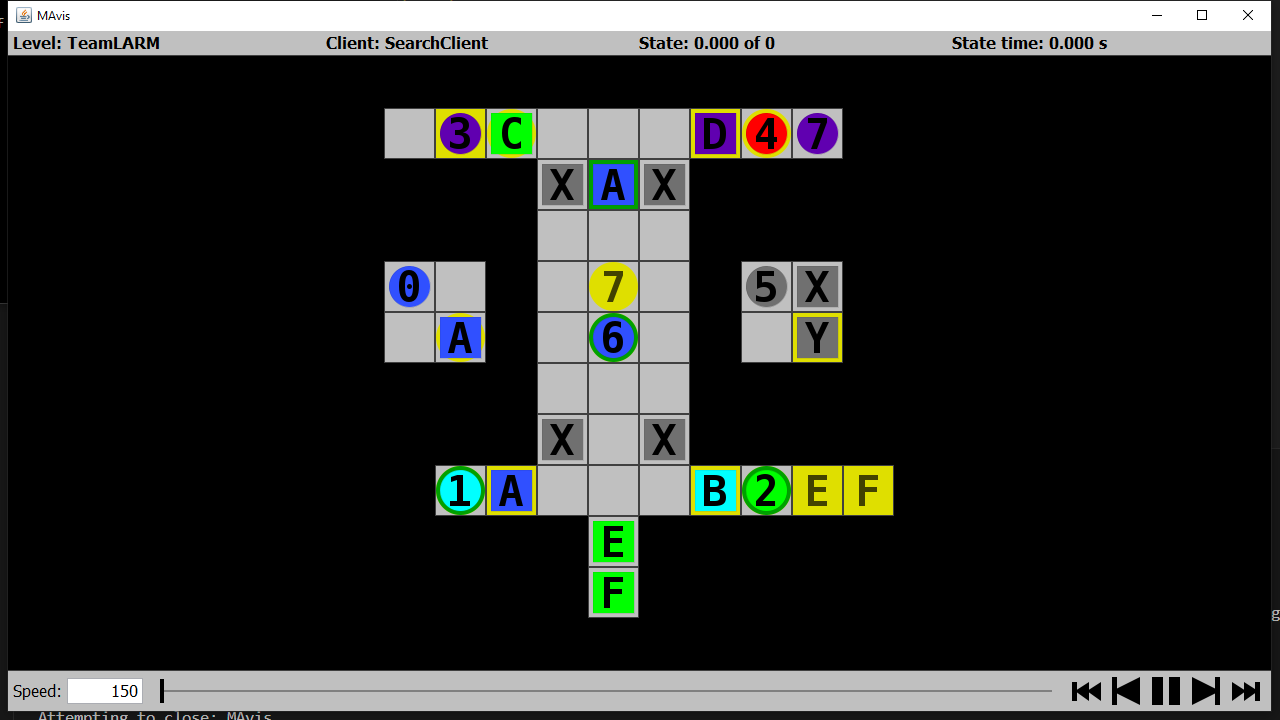 MAvis
Level: TeamLARM Client: SearchClient State: 0.000 of 0 State time: 0.000 s
3 C D 4 7
X A X
0 7 5 X
A 6 Y
X X
1 A B 2 E F
E
F
Speed: 150
Attempting to close: MAvis